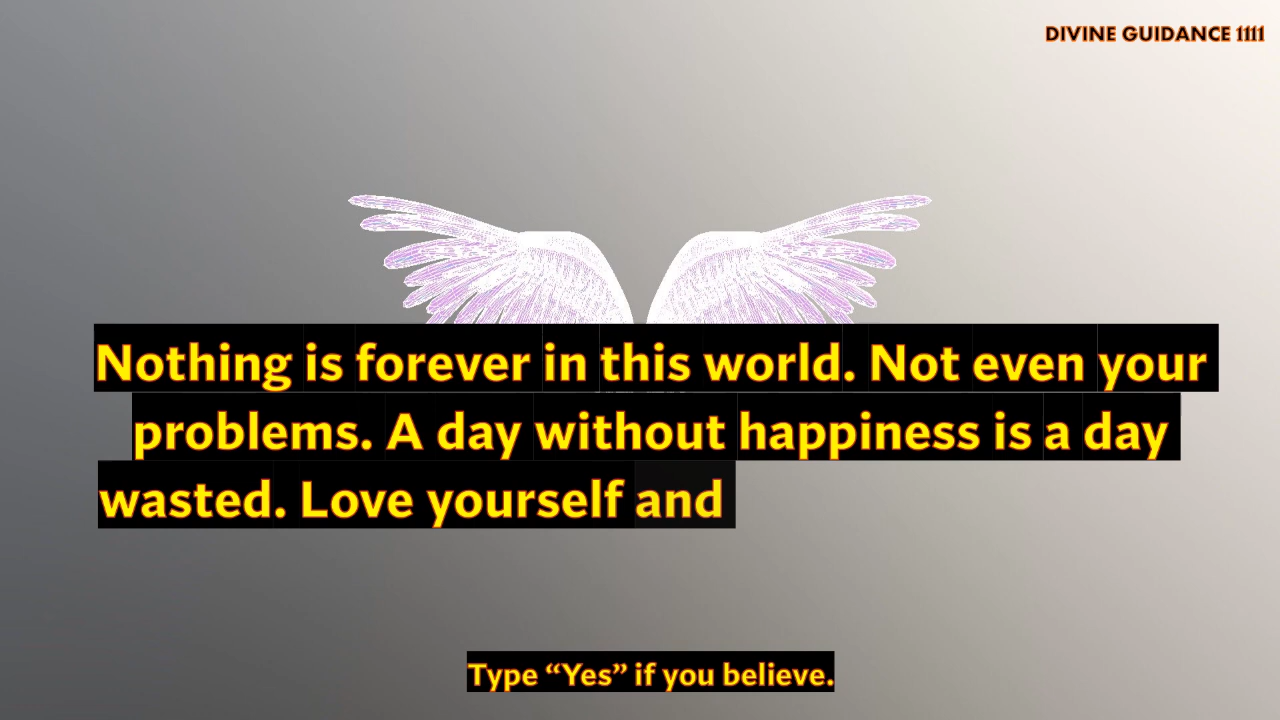 DIVINE GUIDANCE 1111
Nothing is forever in this world. Not even your
problems. A day without happiness is a day
wasted. Love yourself and
Type “Yes” if you believe.